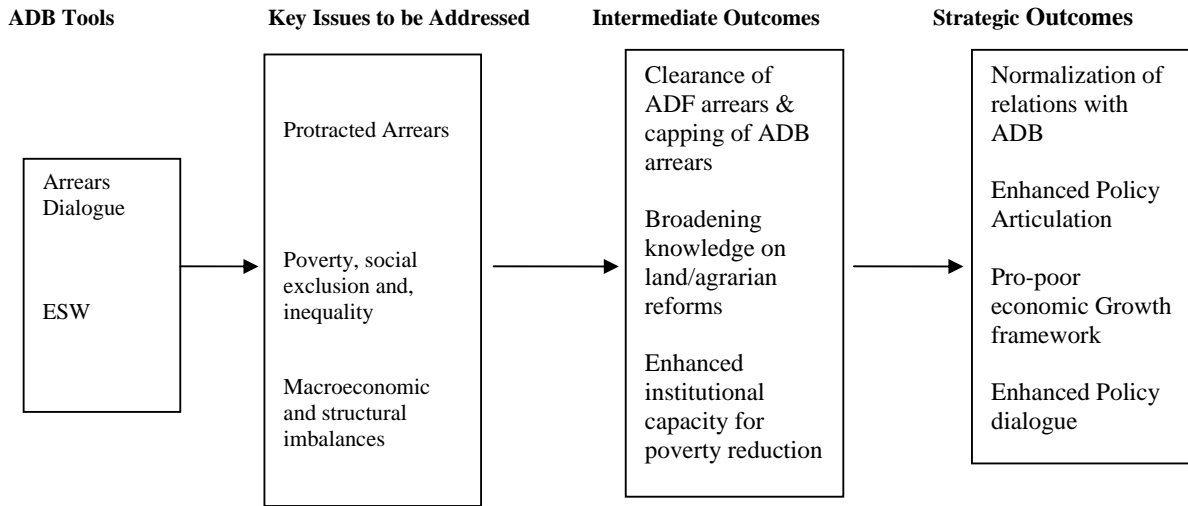 ADB Tools
Key Issues to be Addressed
Intermediate Outcomes
Strategic Outcomes
Arrears
Dialogue
ESW
Protracted Arrears
Poverty, social
exclusion and,
inequality
Macroeconomic
and structural
imbalances
Clearance of
ADF arrears &
capping of ADB
arrears
Broadening
knowledge on
land/agrarian
reforms
Enhanced
institutional
capacity for
poverty reduction
Normalization of
relations with
ADB
Enhanced Policy
Articulation
Pro-poor
economic Growth
framework
Enhanced Policy
dialogue